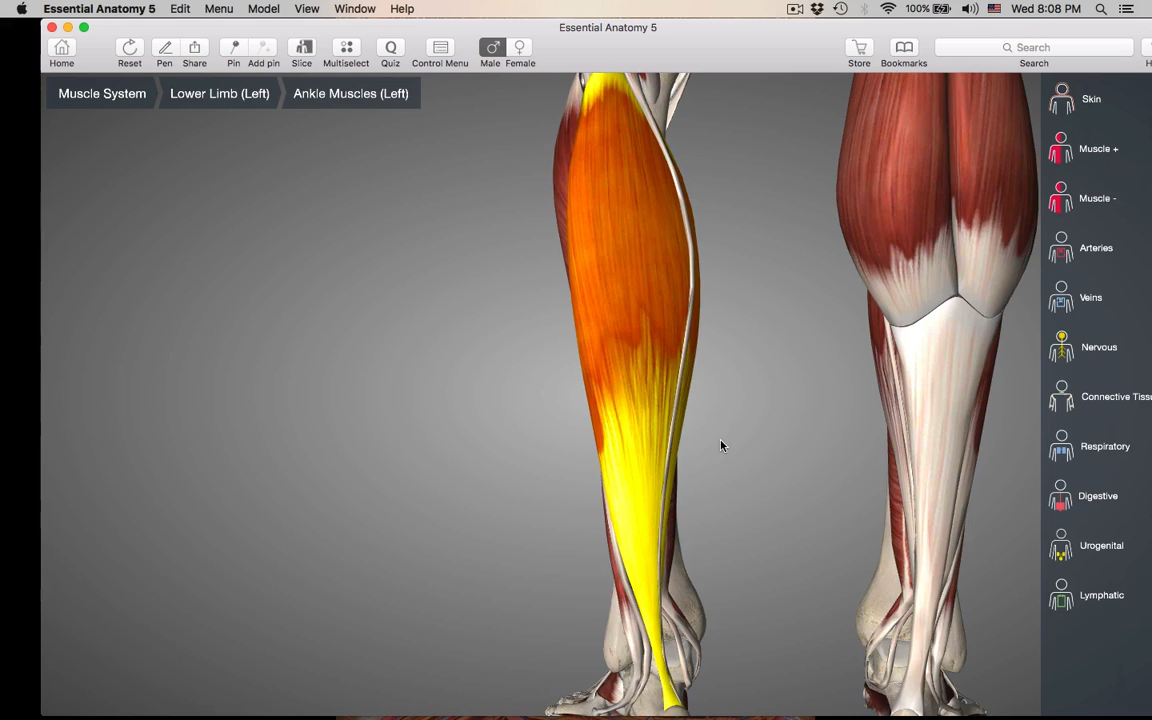 Essential Anatomy 5 Edit Menu Model View Window Help 100% Wed 8:08 PM
Essential Anatomy 5
Home Reset Pen Share Pin Add pin Slice Multiselect Q Quiz Control Menu Male Female Store Bookmarks Search
Search
Muscle System Lower Limb (Left) Ankle Muscles (Left)
Skin
Muscle +
Muscle -
Arteries
Veins
Nervous
Connective
Respiratory
Digestive
Urogenital
Lymphatic